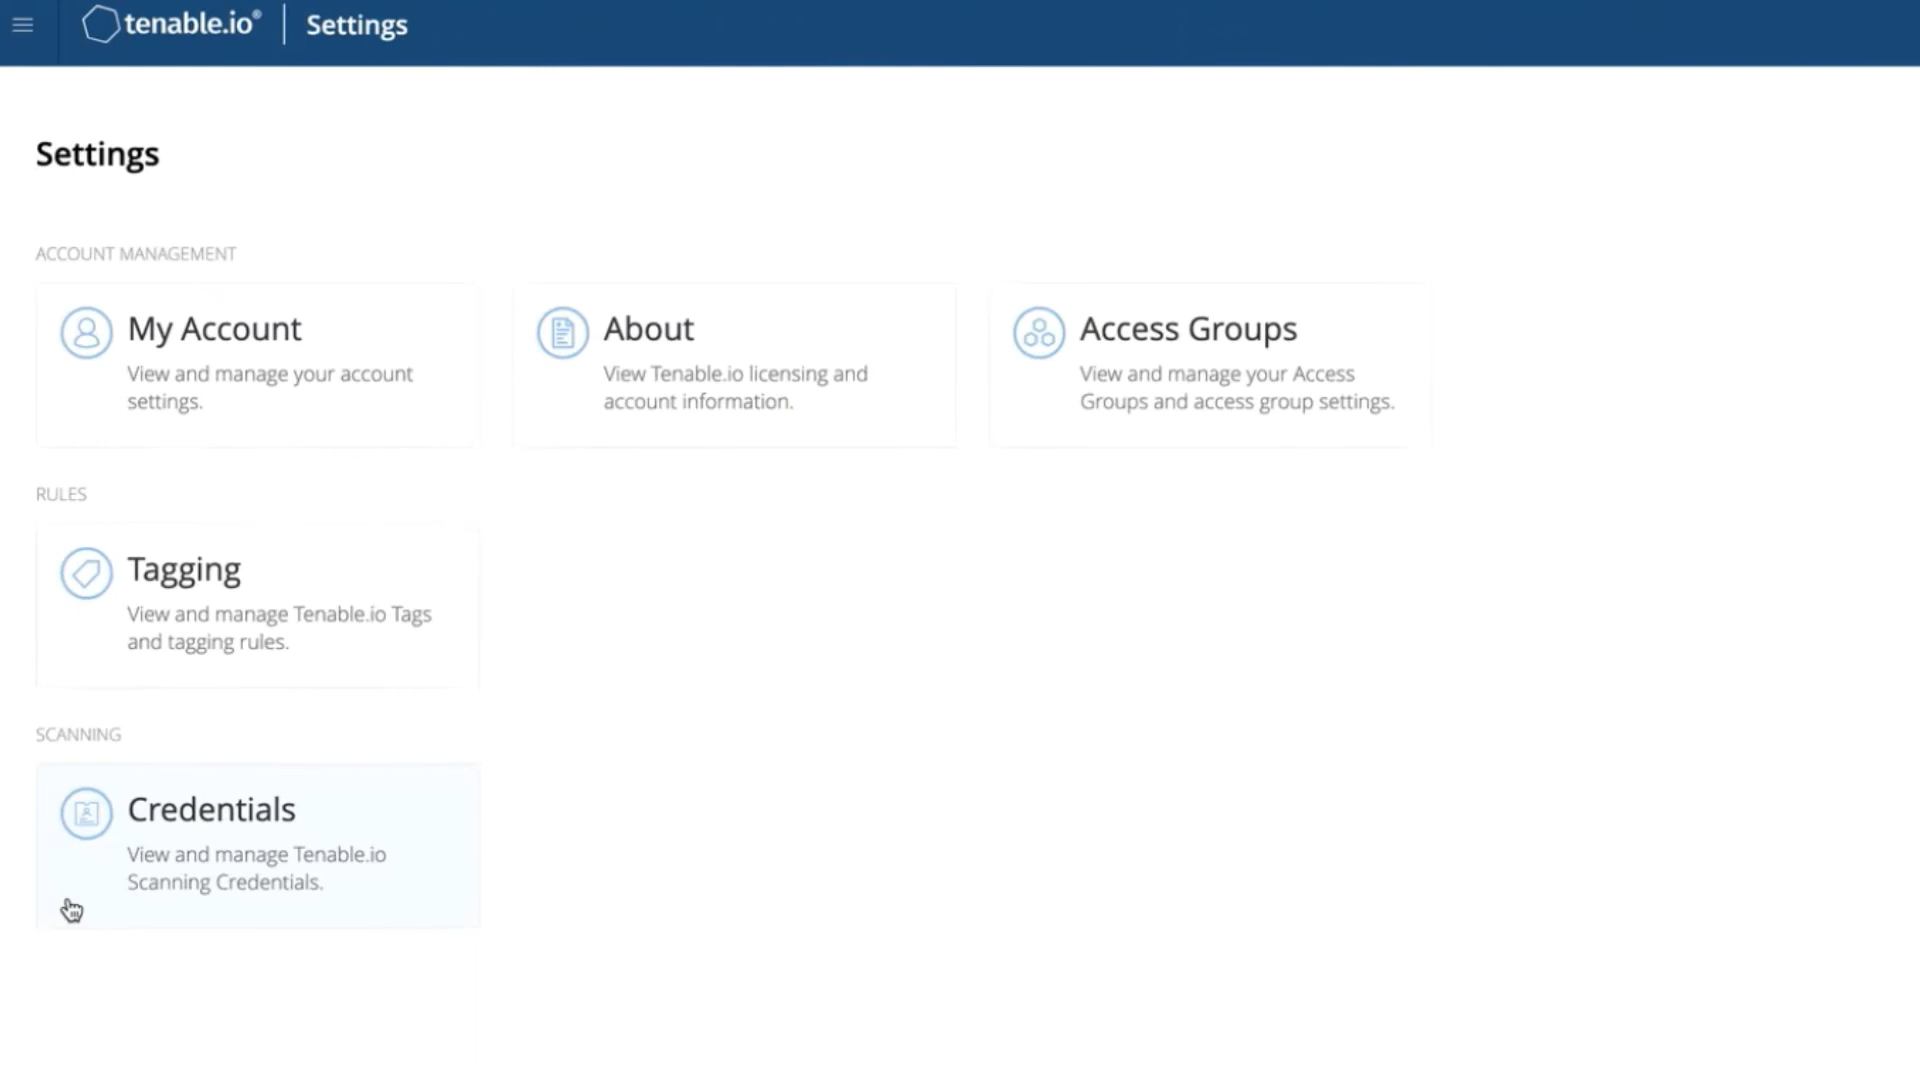 tenable.io® | Settings
Settings
ACCOUNT MANAGEMENT
My Account
View and manage your account
settings.
About
View Tenable.io licensing and
account information.
Access Groups
View and manage your Access
Groups and access group settings.
RULES
Tagging
View and manage Tenable.io Tags
and tagging rules.
SCANNING
Credentials
View and manage Tenable.io
Scanning Credentials.